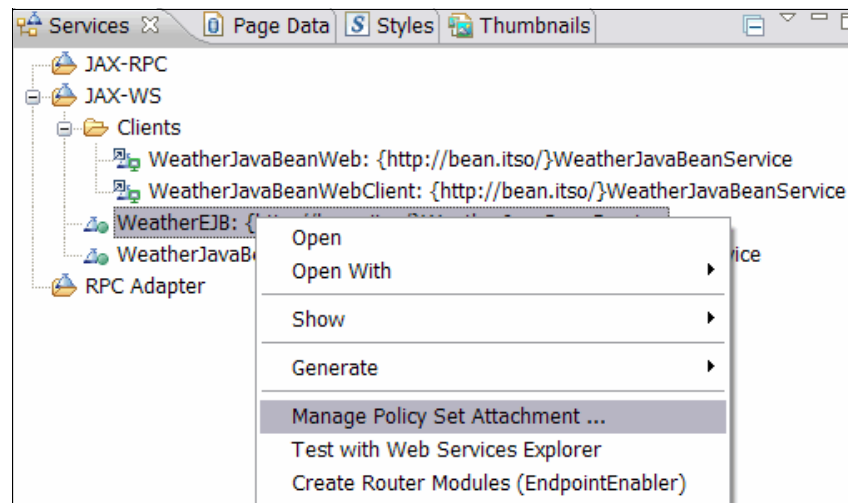 Services Page Data Styles Thumbnails
JAX-RPC
JAX-WS
Clients
WeatherJavaBeanWeb: {http://bean.itso/}WeatherJavaBeanService
WeatherJavaBeanWebClient: {http://bean.itso/}WeatherJavaBeanService
WeatherEJB: {
WeatherJavaB
RPC Adapter
Open
Open With
Show
Generate
Manage Policy Set Attachment ...
Test with Web Services Explorer
Create Router Modules (EndpointEnabler)